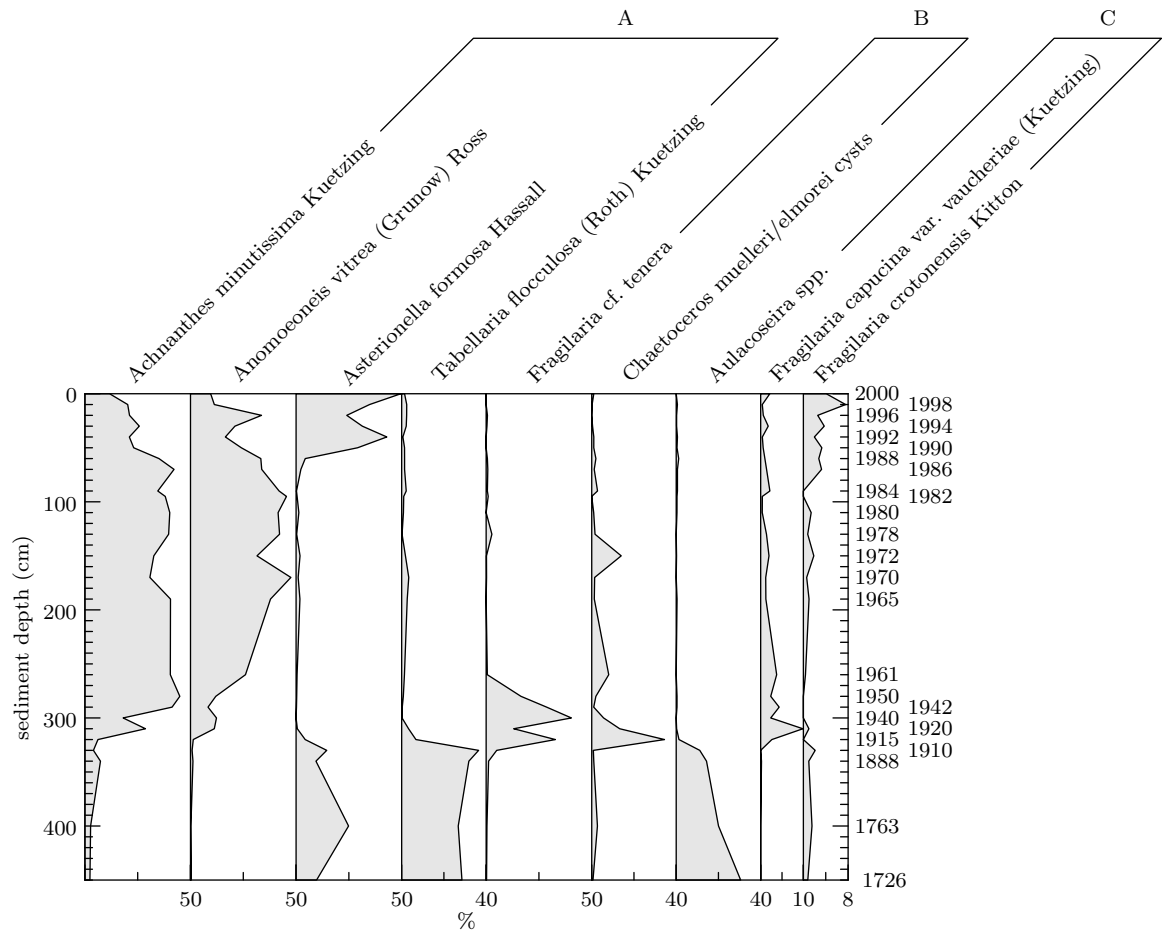 A
B
C
Achnanthes minutissima Kuetzing
Anomoeoneis vitrea (Grunow) Ross
Asterionella formosa Hassall
Tabellaria flocculosa (Roth) Kuetzing
Fragilaria cf. tenera
Chaetoceros muelleri/elmorei cysts
Aulacoseira spp.
Fragilaria capucina var. vaucheriae (Kuetzing)
Fragilaria crotonensis Kitton
sediment depth (cm)
0
100
200
300
400
2000
1998
1996
1994
1992
1990
1988
1986
1984
1982
1980
1978
1972
1970
1965
1961
1950
1942
1940
1920
1915
1910
1888
1763
1726
50 50 50 40 50 40 40 10 8
%